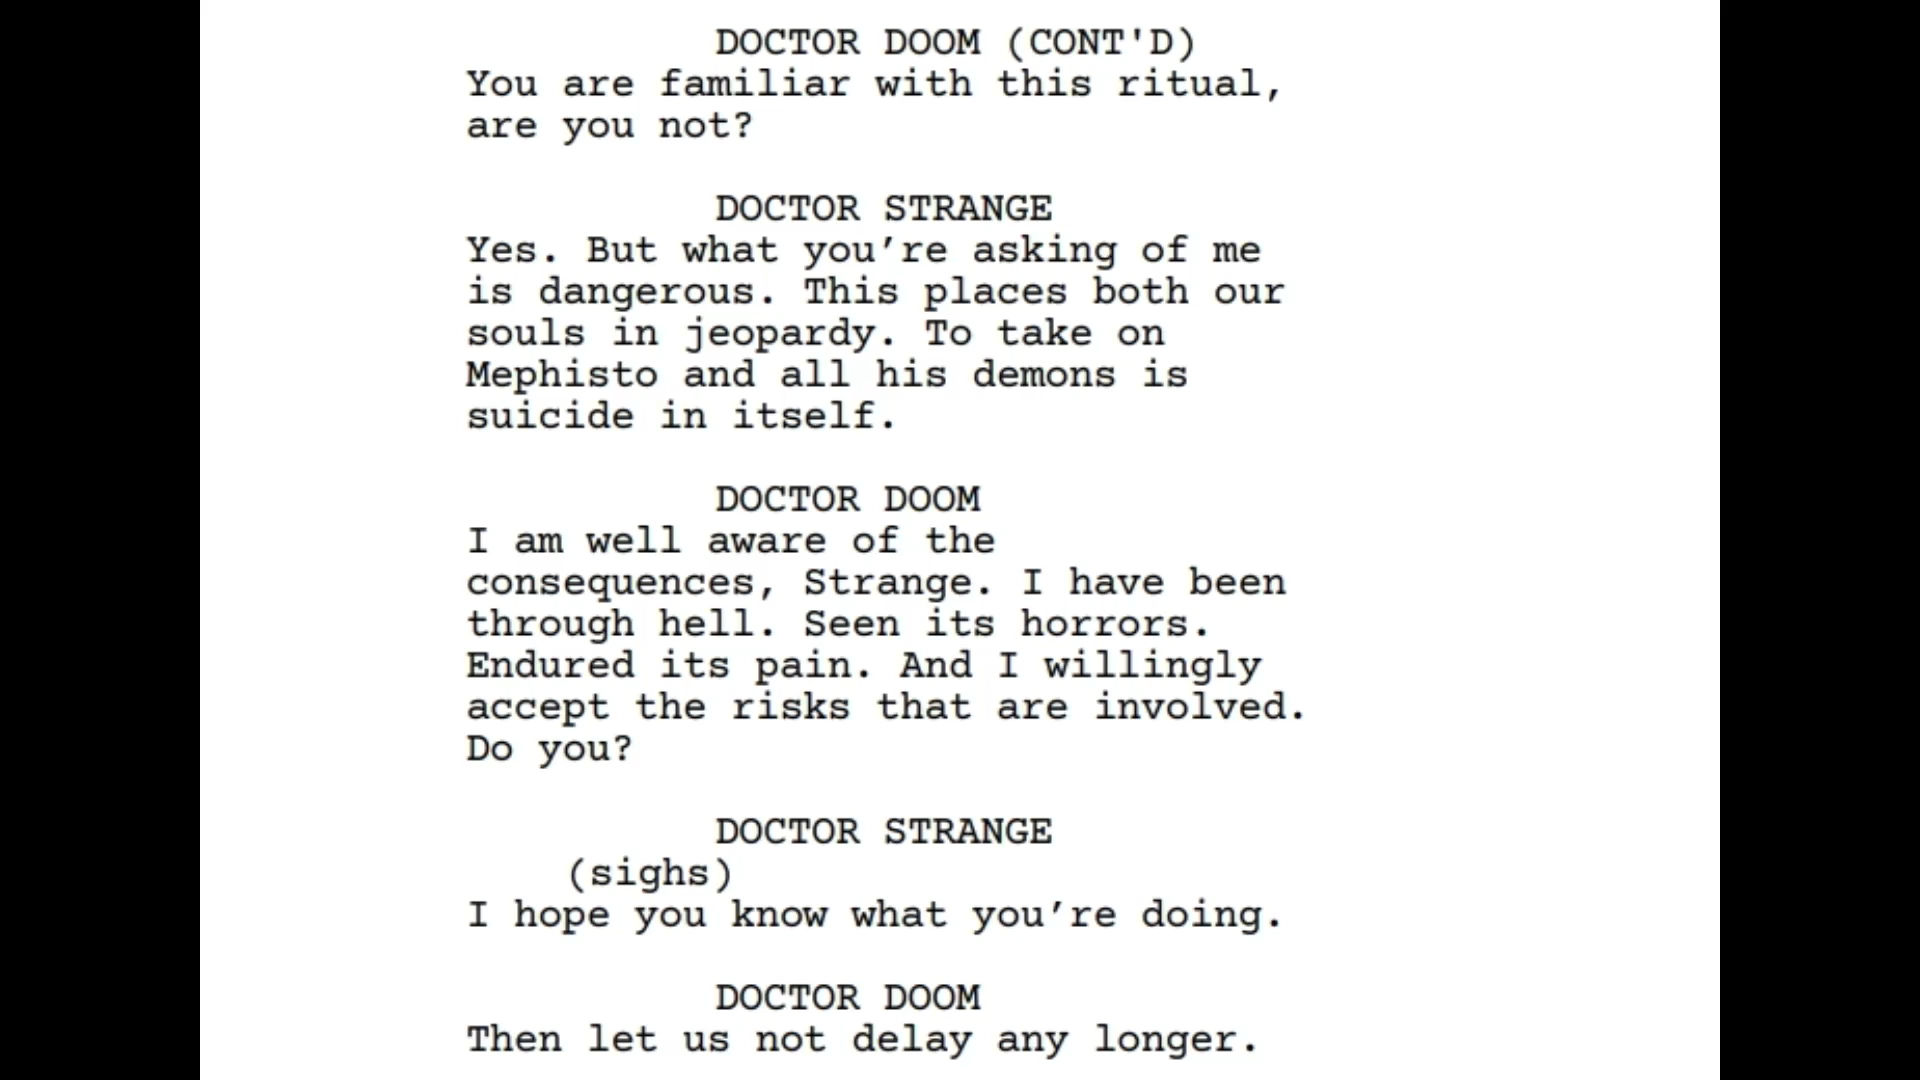 DOCTOR DOOM (CONT'D)
You are familiar with this ritual,
are you not?
DOCTOR STRANGE
Yes. But what you’re asking of me
is dangerous. This places both our
souls in jeopardy. To take on
Mephisto and all his demons is
suicide in itself.
DOCTOR DOOM
I am well aware of the
consequences, Strange. I have been
through hell. Seen its horrors.
Endured its pain. And I willingly
accept the risks that are involved.
Do you?
DOCTOR STRANGE
(sighs)
I hope you know what you’re doing.
DOCTOR DOOM
Then let us not delay any longer.